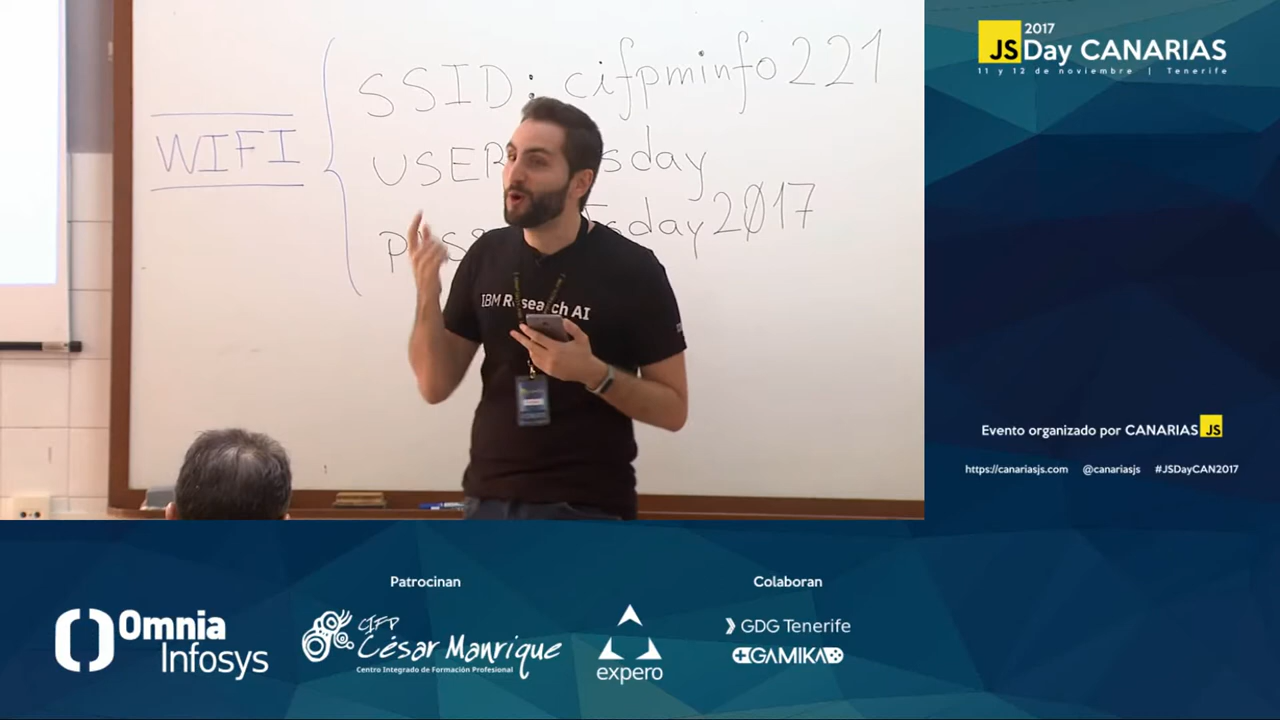 WIFI
SSID: cifpminfo221
USER
sday
sday2017
IBM Research AI
2017
JS Day CANARIAS
11 y 12 de noviembre | Tenerife
Evento organizado por CANARIAS JS
https://canariasjs.com @canariasjs #JSDayCAN2017
Patrocinan
Omnia
Infosys
CIFP
César Manrique
Centro Integrado de Formación Profesional
expero
Colaboran
GDG Tenerife
GAMIKA